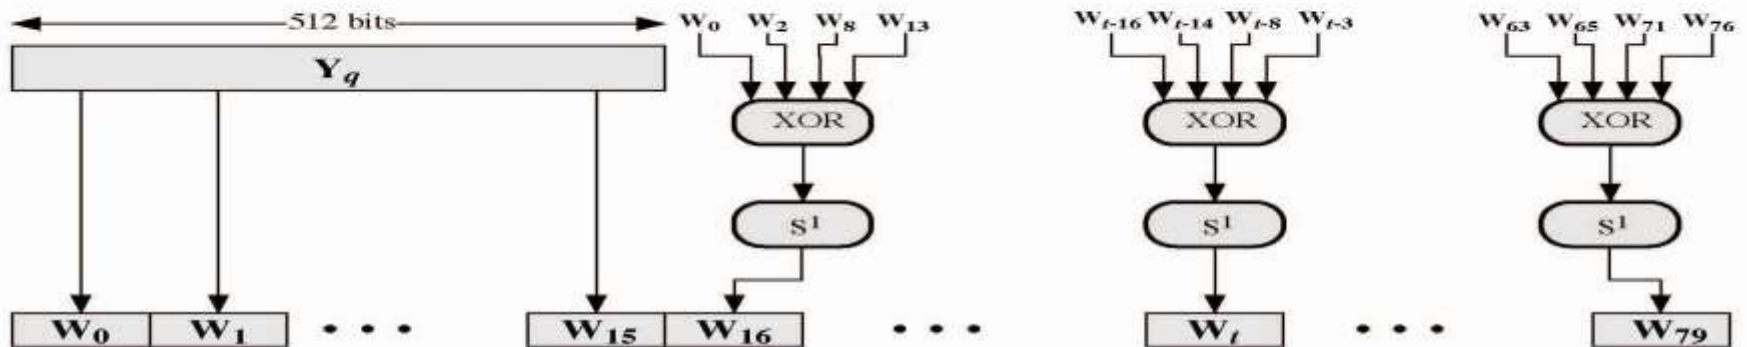 512 bits W₀ W₂ W₈ W₁₃ Wₜ₋₁₆ Wₜ₋₁₄ Wₜ₋₈ Wₜ₋₃ W₆₃ W₆₅ W₇₁ W₇₆
Y_q
XOR XOR XOR
S¹ S¹ S¹
W₀ W₁ • • • W₁₅ W₁₆ • • • Wₜ • • • W₇₉